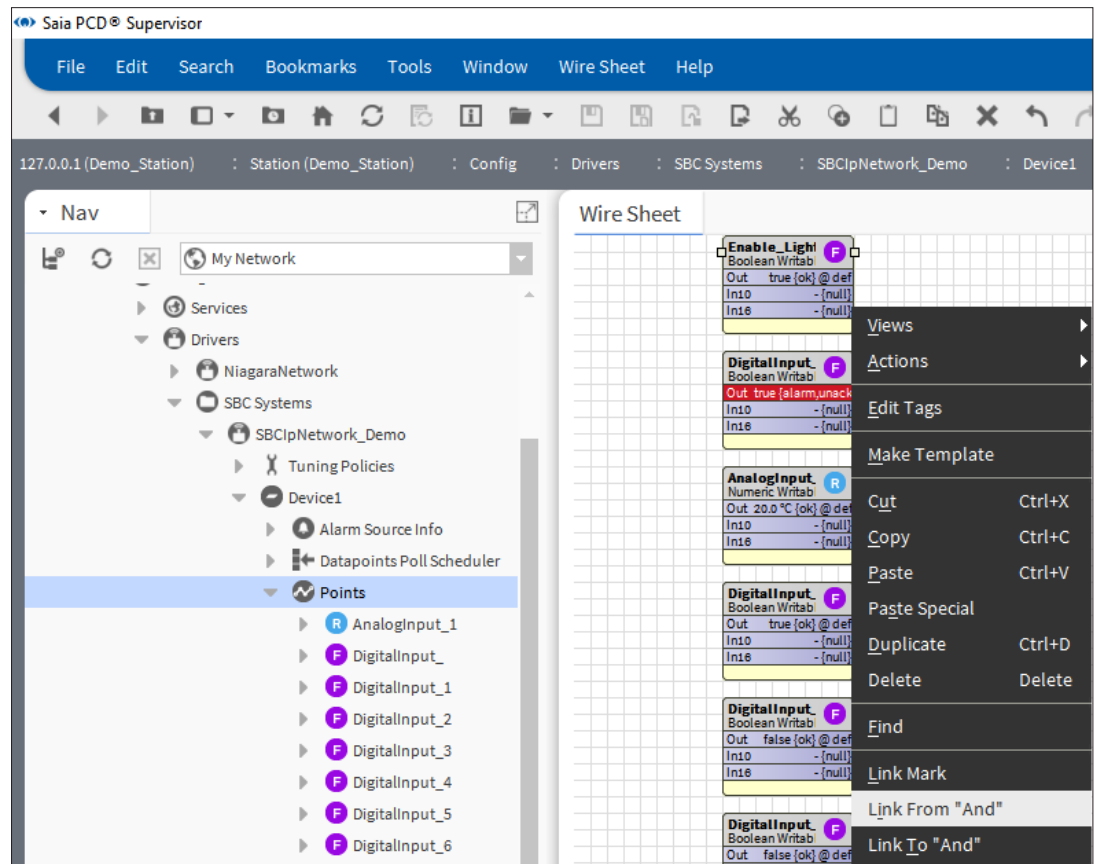 Saia PCD® Supervisor
File Edit Search Bookmarks Tools Window Wire Sheet Help
127.0.0.1 (Demo_Station) : Station (Demo_Station) : Config : Drivers : SBC Systems : SBCIpNetwork_Demo : Device1
Nav
My Network
Services
Drivers
NiagaraNetwork
SBC Systems
SBCIpNetwork_Demo
Tuning Policies
Device1
Alarm Source Info
Datapoints Poll Scheduler
Points
R AnalogInput_1
F DigitalInput_
F DigitalInput_1
F DigitalInput_2
F DigitalInput_3
F DigitalInput_4
F DigitalInput_5
F DigitalInput_6
Wire Sheet
Enable_Light F
Boolean Writab
Out true {ok} @ def
In10 - {null}
In16 - {null}
DigitalInput_ F
Boolean Writab
Out true {alarm,unack
In10 - {null}
In16 - {null}
AnalogInput_ R
Numeric Writab
Out 20.0 °C {ok} @ def
In10 - {null}
In16 - {null}
DigitalInput_ F
Boolean Writab
Out true {ok} @ def
In10 - {null}
In16 - {null}
DigitalInput_ F
Boolean Writab
Out false {ok} @ def
In10 - {null}
In16 - {null}
DigitalInput_ F
Boolean Writab
Out false {ok} @ def
Views
Actions
Edit Tags
Make Template
Cut Ctrl+X
Copy Ctrl+C
Paste Ctrl+V
Paste Special
Duplicate Ctrl+D
Delete Delete
Find
Link Mark
Link From "And"
Link To "And"